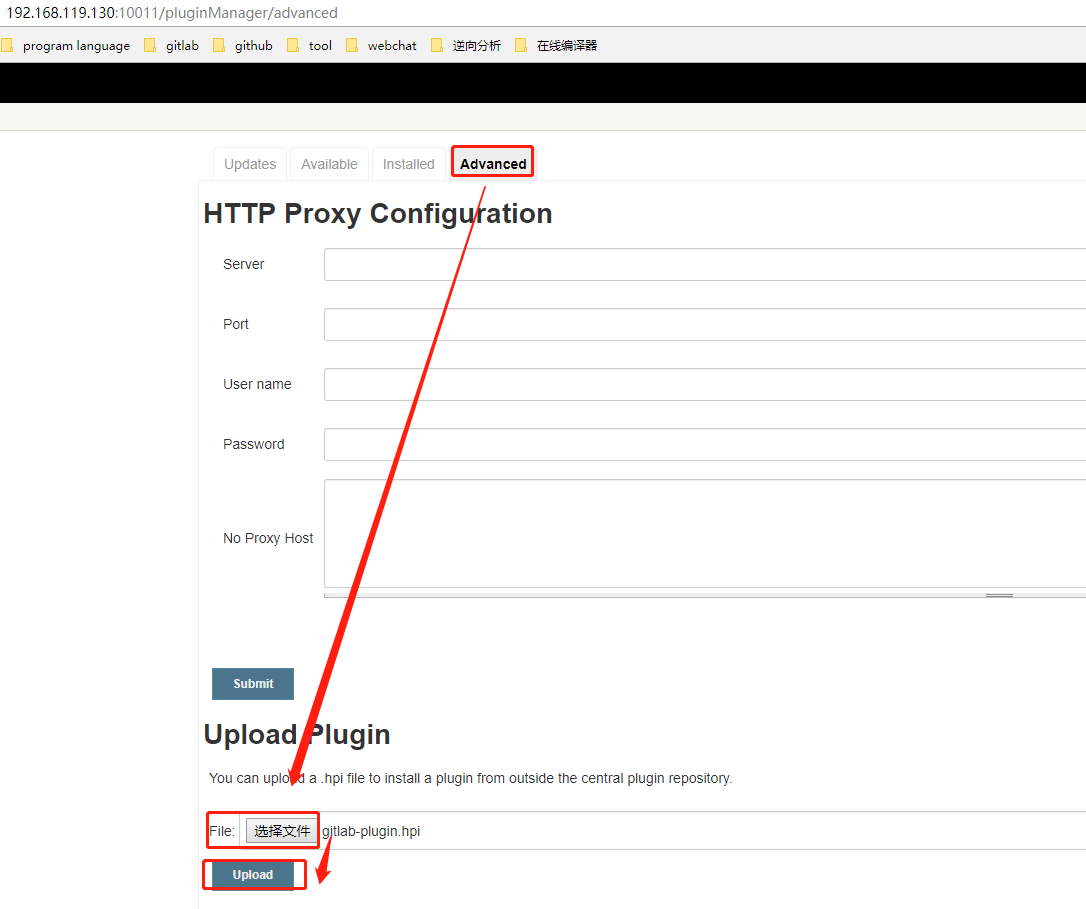 192.168.119.130:10011/pluginManager/advanced
program language gitlab github tool webchat 逆向分析 在线编译器
Updates Available Installed Advanced
HTTP Proxy Configuration
Server
Port
User name
Password
No Proxy Host
Submit
Upload Plugin
You can upload a .hpi file to install a plugin from outside the central plugin repository.
File: 选择文件 gitlab-plugin.hpi
Upload